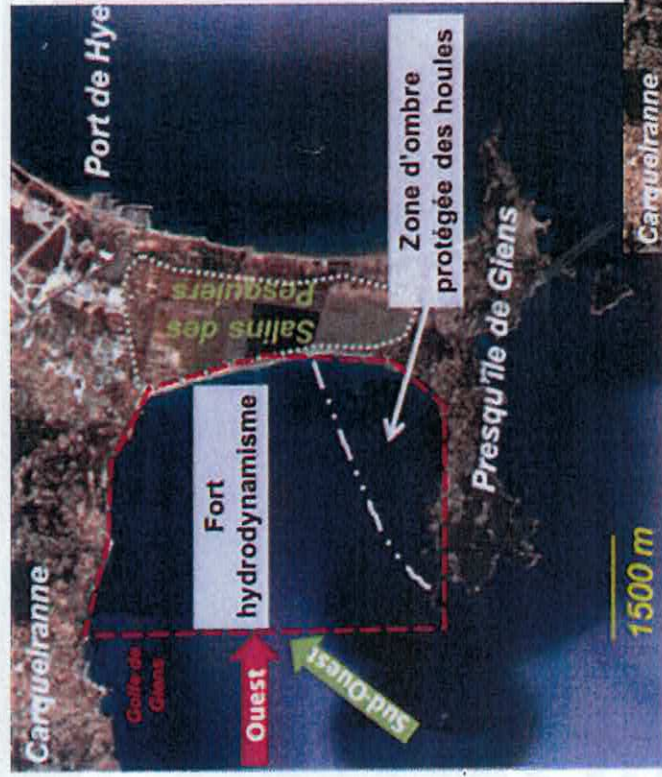 Carqueiranne
Port de Hye
Golfe de
Giens
Ouest
Sud-Ouest
Fort
hydrodynamisme
Salins des
Pesquiers
Zone d'ombre
protégée des houles
Presqu'île de Giens
1500 m
Carqueiranne